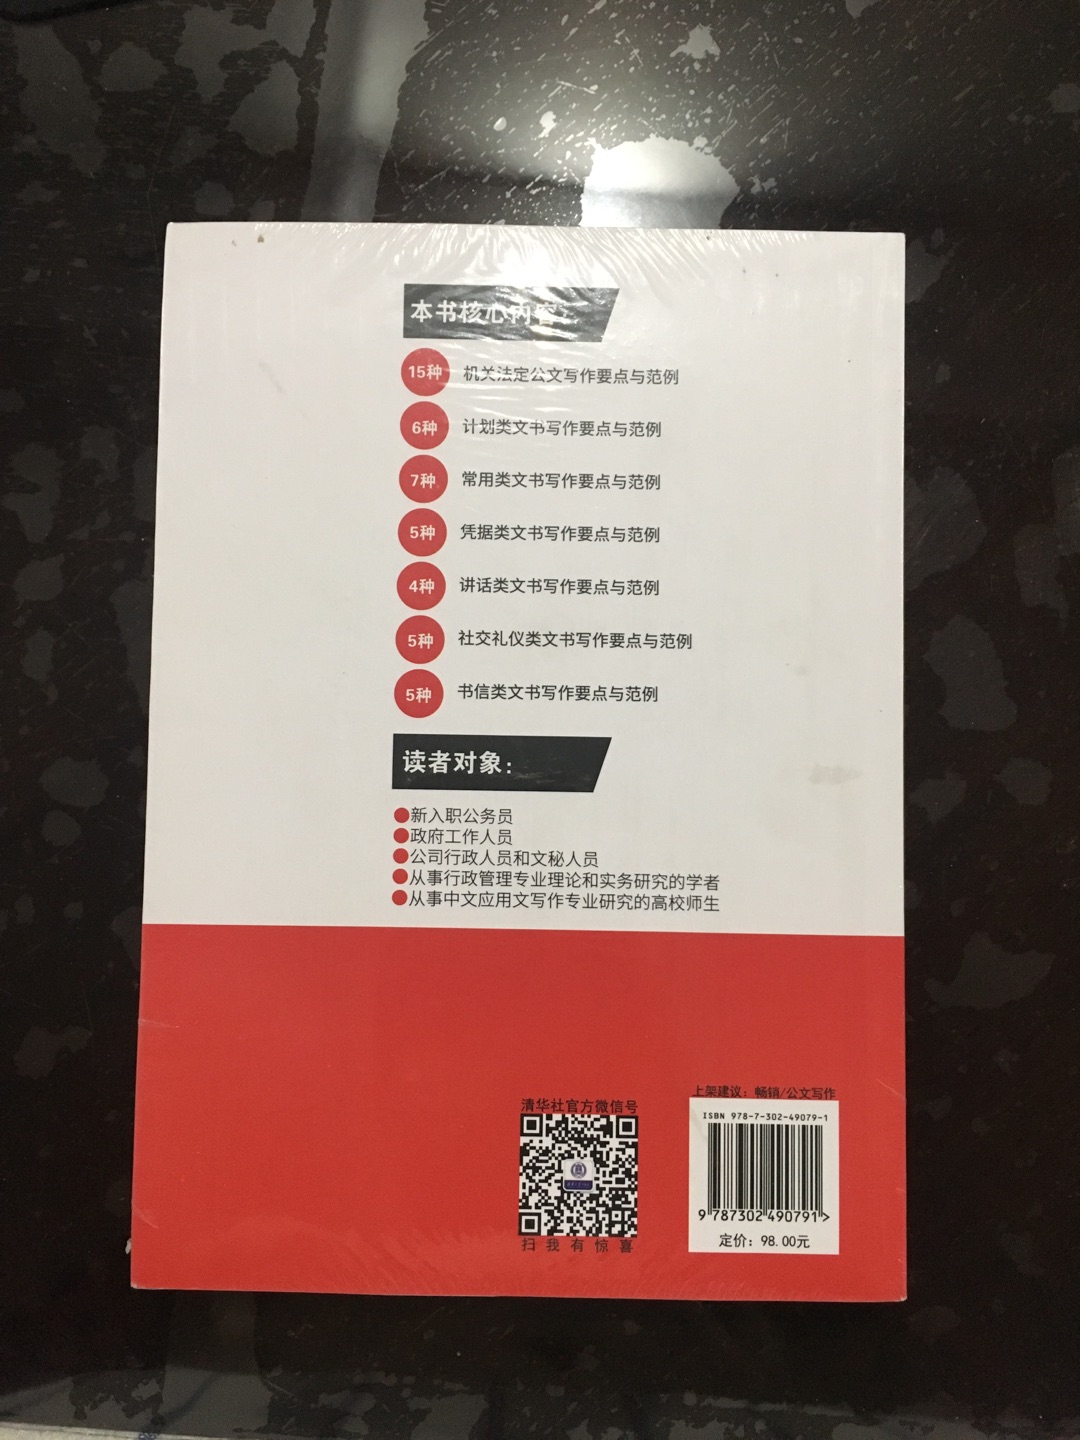 本书核心内容：
15种 机关法定公文写作要点与范例
6种 计划类文书写作要点与范例
7种 常用类文书写作要点与范例
5种 凭据类文书写作要点与范例
4种 讲话类文书写作要点与范例
5种 社交礼仪类文书写作要点与范例
5种 书信类文书写作要点与范例
读者对象：
●新入职公务员
●政府工作人员
●公司行政人员和文秘人员
●从事行政管理专业理论和实务研究的学者
●从事中文应用文写作专业研究的高校师生
清华社官方微信号
扫我有惊喜
上架建议：畅销/公文写作
ISBN 978-7-302-49079-1
9 787302 490791 >
定价：98.00元